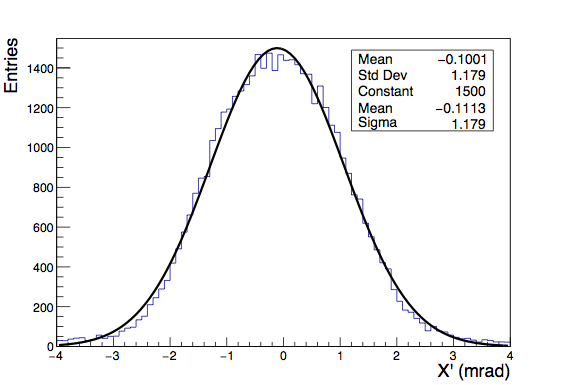 Entries
1400
1200
1000
800
600
400
200
0
Mean −0.1001
Std Dev 1.179
Constant 1500
Mean −0.1113
Sigma 1.179
−4 −3 −2 −1 0 1 2 3 4
X' (mrad)